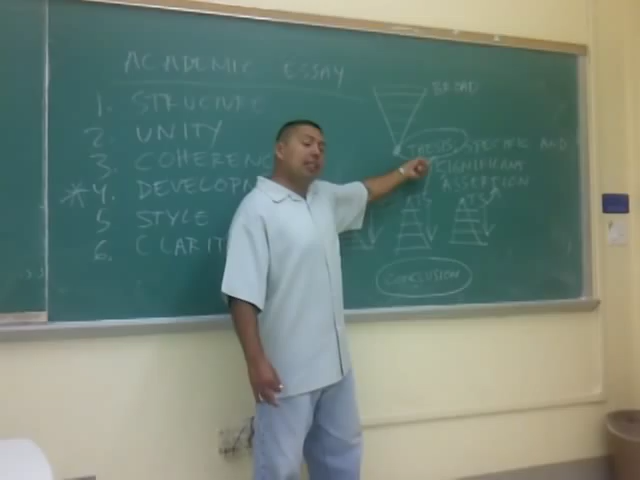 ACADEMIC ESSAY
1. STRUCTURE
2. UNITY
3. COHERENC
4. DEVELOPM
5 STYLE
6. CLARIT
BROAD
THESIS, SPECIFIC AND
SIGNIFICANT
ASSERTION
CONCLUSION